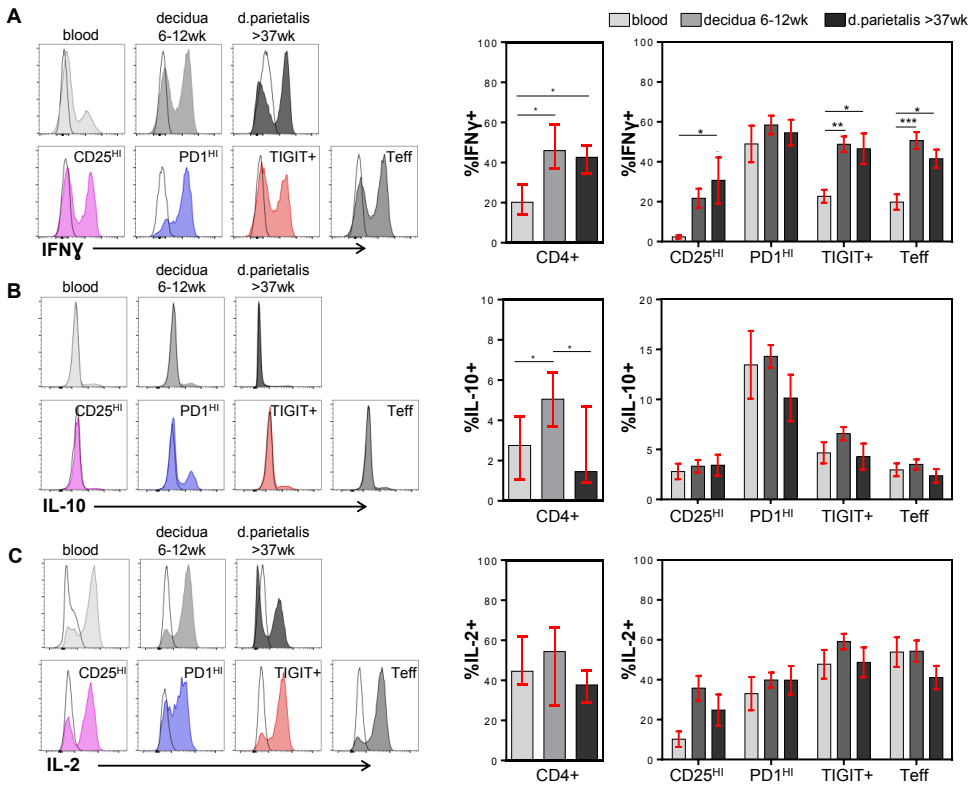 A
blood
decidua
6-12wk
d.parietalis
>37wk
CD25HI
PD1HI
TIGIT+
Teff
IFNγ
blood decidua 6-12wk d.parietalis >37wk
%IFNγ+
100
80
60
40
20
0
*
*
CD4+
%IFNγ+
100
80
60
40
20
0
*
*
**
*
***
CD25HI PD1HI TIGIT+ Teff
B
blood
decidua
6-12wk
d.parietalis
>37wk
CD25HI
PD1HI
TIGIT+
Teff
IL-10
%IL-10+
10
8
6
4
2
0
* *
CD4+
%IL-10+
20
15
10
5
0
CD25HI PD1HI TIGIT+ Teff
C
blood
decidua
6-12wk
d.parietalis
>37wk
CD25HI
PD1HI
TIGIT+
Teff
IL-2
%IL-2+
100
80
60
40
20
0
CD4+
%IL-2+
100
80
60
40
20
0
CD25HI PD1HI TIGIT+ Teff